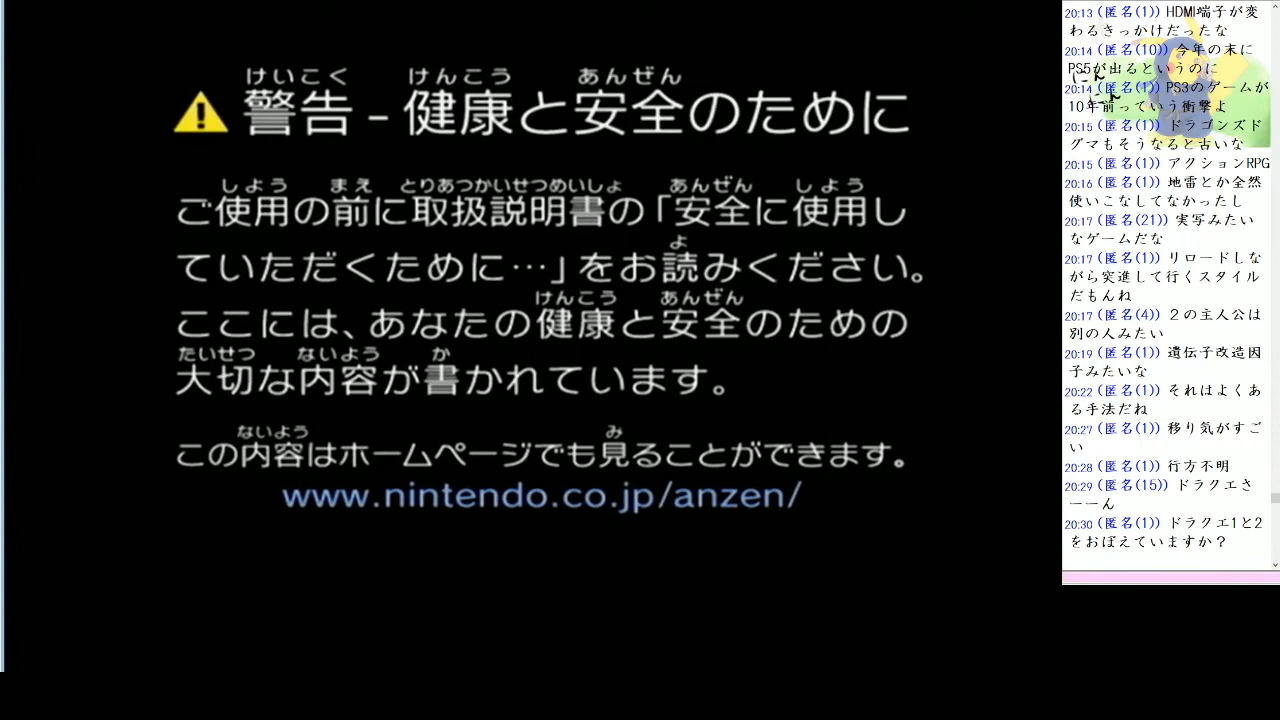 けいこく けんこう あんぜん
警告 - 健康と安全のために
しよう まえ とりあつかいせつめいしょ あんぜん しよう
ご使用の前に取扱説明書の「安全に使用し
よ
ていただくために…」をお読みください。
けんこう あんぜん
ここには、あなたの健康と安全のための
たいせつ ないよう か
大切な内容が書かれています。
ないよう み
この内容はホームページでも見ることができます。
www.nintendo.co.jp/anzen/
20:13 (匿名(1)) HDMI端子が変
わるきっかけだったな
20:14 (匿名(10)) 今年の末に
PS5が出るというのに
20:14 (匿名(1)) PS3のゲームが
10年前っていう衝撃よ
20:15 (匿名(1)) ドラゴンズド
グマもそうなると古いな
20:15 (匿名(1)) アクションRPG
20:16 (匿名(1)) 地雷とか全然
使いこなしてなかったし
20:17 (匿名(21)) 実写みたい
なゲームだな
20:17 (匿名(1)) リロードしな
がら突進して行くスタイル
だもんね
20:17 (匿名(4)) ２の主人公は
別の人みたい
20:19 (匿名(1)) 遺伝子改造因
子みたいな
20:22 (匿名(1)) それはよくあ
る手法だね
20:27 (匿名(1)) 移り気がすご
い
20:28 (匿名(1)) 行方不明
20:29 (匿名(15)) ドラクエさ
ーーん
20:30 (匿名(1)) ドラクエ1と2
をおぼえていますか？